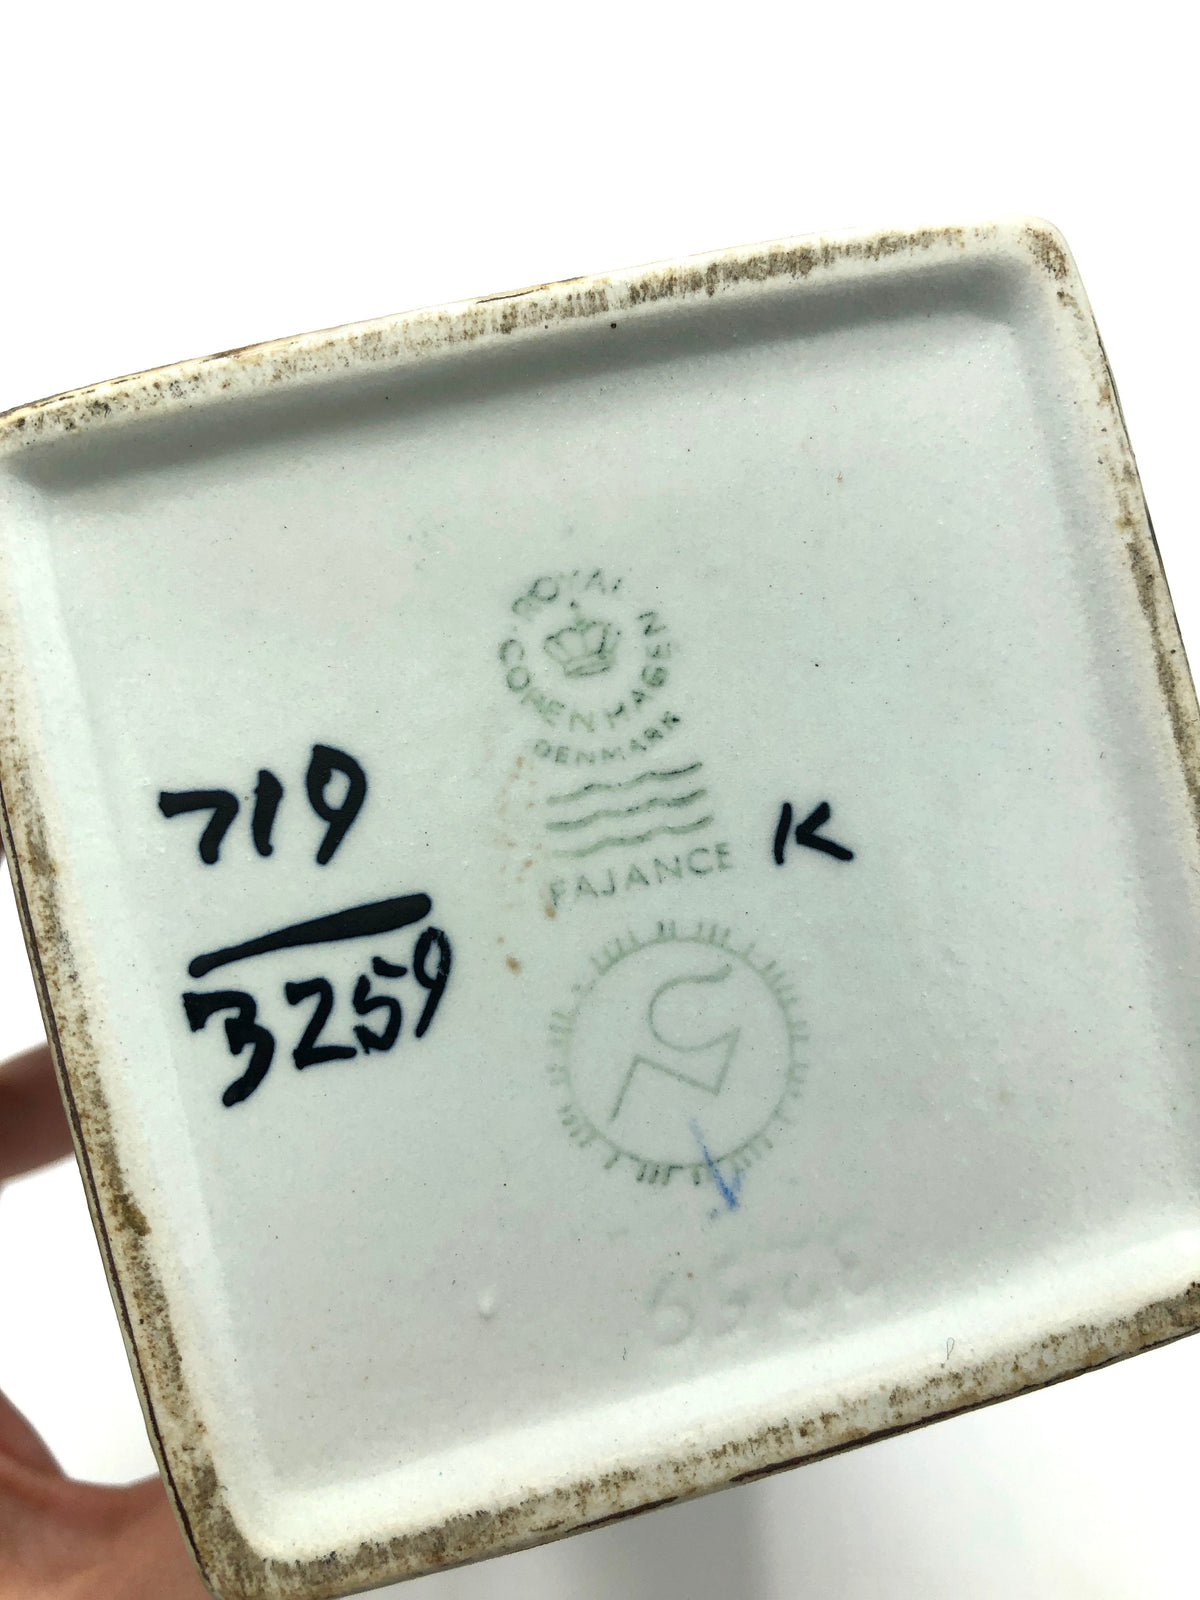 ROYAL
COPENHAGEN
DENMARK
FAJANCE
719
3259
K